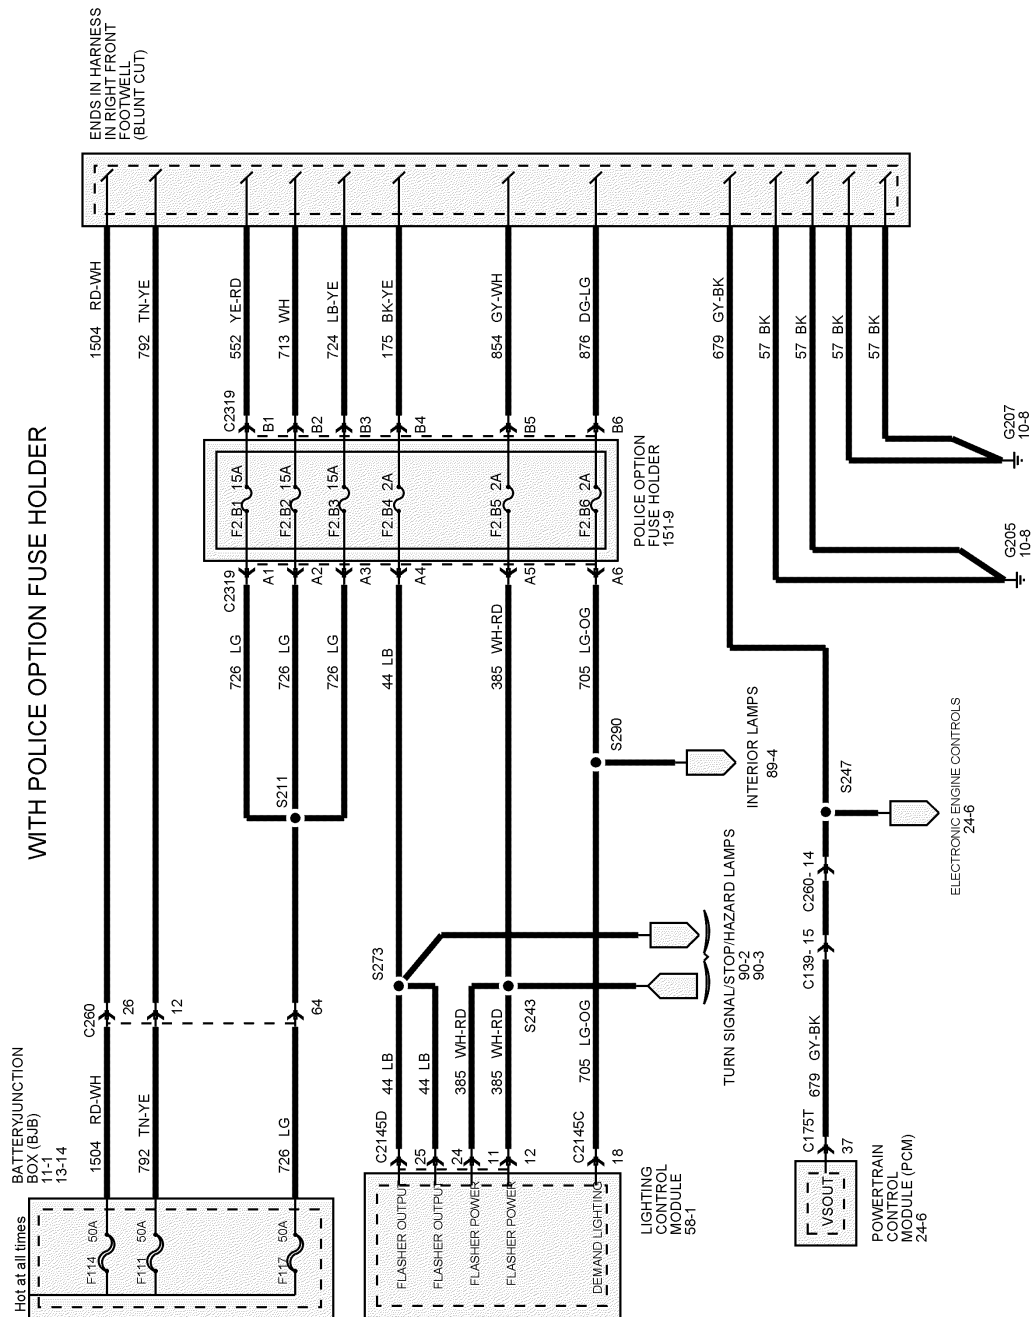 WITH POLICE OPTION FUSE HOLDER
ENDS IN HARNESS
IN RIGHT FRONT
FOOTWELL
(BLUNT CUT)
1504 RD-WH
792 TN-YE
552 YE-RD
713 WH
724 LB-YE
175 BK-YE
854 GY-WH
876 DG-LG
679 GY-BK
57 BK
57 BK
57 BK
57 BK
C2319
B1
B2
B3
B4
B5
B6
F2.B1 15A
F2.B2 15A
F2.B3 15A
F2.B4 2A
F2.B5 2A
F2.B6 2A
POLICE OPTION
FUSE HOLDER
151-9
G207
10-8
G205
10-8
C2319
A1
A2
A3
A4
A5
A6
726 LG
726 LG
726 LG
44 LB
385 WH-RD
705 LG-OG
S211
S290
INTERIOR LAMPS
89-4
S247
ELECTRONIC ENGINE CONTROLS
24-6
C260- 14
C139- 15
S273
S243
TURN SIGNAL/STOP/HAZARD LAMPS
90-2
90-3
C260
26
12
64
BATTERYJUNCTION
BOX (BJB)
11-1
13-14
1504 RD-WH
792 TN-YE
726 LG
44 LB
44 LB
385 WH-RD
385 WH-RD
705 LG-OG
679 GY-BK
C2145D
25
24
11
12
C2145C
18
C175T
37
Hot at all times
F114 50A
F111 50A
F117 50A
FLASHER OUTPUT
FLASHER OUTPUT
FLASHER POWER
FLASHER POWER
DEMAND LIGHTING
LIGHTING
CONTROL
MODULE
58-1
VSOUT
POWERTRAIN
CONTROL
MODULE (PCM)
24-6